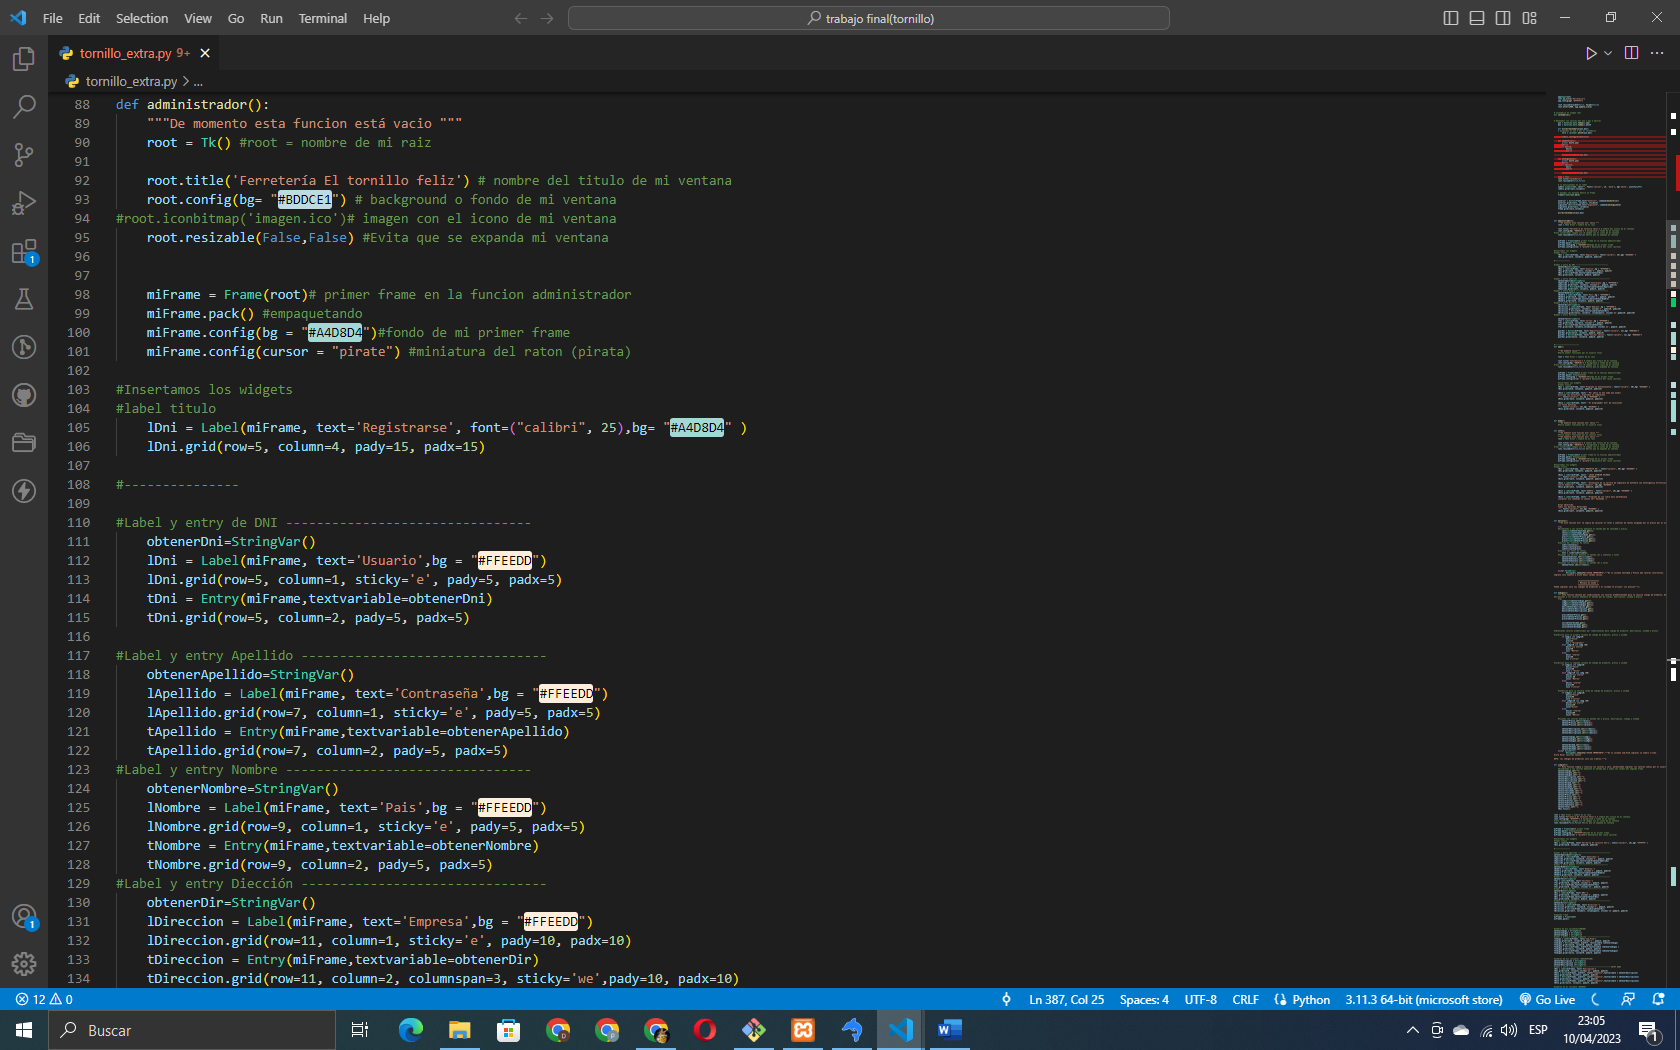 File Edit Selection View Go Run Terminal Help
trabajo final(tornillo)
tornillo_extra.py 9+
tornillo_extra.py > ...
88 def administrador():
89 """De momento esta funcion está vacio """
90 root = Tk() #root = nombre de mi raiz
91
92 root.title('Ferretería El tornillo feliz') # nombre del titulo de mi ventana
93 root.config(bg= "#BDDCE1") # background o fondo de mi ventana
94 #root.iconbitmap('imagen.ico')# imagen con el icono de mi ventana
95 root.resizable(False,False) #Evita que se expanda mi ventana
96
97
98 miFrame = Frame(root)# primer frame en la funcion administrador
99 miFrame.pack() #empaquetando
100 miFrame.config(bg = "#A4D8D4")#fondo de mi primer frame
101 miFrame.config(cursor = "pirate") #miniatura del raton (pirata)
102
103 #Insertamos los widgets
104 #label titulo
105 lDni = Label(miFrame, text='Registrarse', font=("calibri", 25),bg= "#A4D8D4" )
106 lDni.grid(row=5, column=4, pady=15, padx=15)
107
108 #---------------
109
110 #Label y entry de DNI --------------------------------
111 obtenerDni=StringVar()
112 lDni = Label(miFrame, text='Usuario',bg = "#FFEEDD")
113 lDni.grid(row=5, column=1, sticky='e', pady=5, padx=5)
114 tDni = Entry(miFrame,textvariable=obtenerDni)
115 tDni.grid(row=5, column=2, pady=5, padx=5)
116
117 #Label y entry Apellido --------------------------------
118 obtenerApellido=StringVar()
119 lApellido = Label(miFrame, text='Contraseña',bg = "#FFEEDD")
120 lApellido.grid(row=7, column=1, sticky='e', pady=5, padx=5)
121 tApellido = Entry(miFrame,textvariable=obtenerApellido)
122 tApellido.grid(row=7, column=2, pady=5, padx=5)
123 #Label y entry Nombre --------------------------------
124 obtenerNombre=StringVar()
125 lNombre = Label(miFrame, text='Pais',bg = "#FFEEDD")
126 lNombre.grid(row=9, column=1, sticky='e', pady=5, padx=5)
127 tNombre = Entry(miFrame,textvariable=obtenerNombre)
128 tNombre.grid(row=9, column=2, pady=5, padx=5)
129 #Label y entry Diección --------------------------------
130 obtenerDir=StringVar()
131 lDireccion = Label(miFrame, text='Empresa',bg = "#FFEEDD")
132 lDireccion.grid(row=11, column=1, sticky='e', pady=10, padx=10)
133 tDireccion = Entry(miFrame,textvariable=obtenerDir)
134 tDireccion.grid(row=11, column=2, columnspan=3, sticky='we',pady=10, padx=10)
1
1
12 0 Ln 387, Col 25 Spaces: 4 UTF-8 CRLF Python 3.11.3 64-bit (microsoft store) Go Live
Buscar
ESP
23:05
10/04/2023
1